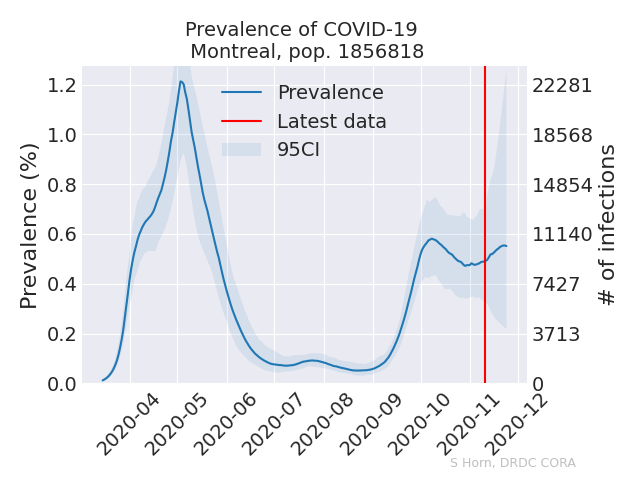 Prevalence of COVID-19
Montreal, pop. 1856818
Prevalence (%)
1.2
1.0
0.8
0.6
0.4
0.2
0.0
Prevalence
Latest data
95CI
22281
18568
14854
11140
7427
3713
0
# of infections
2020-04
2020-05
2020-06
2020-07
2020-08
2020-09
2020-10
2020-11
2020-12
S Horn, DRDC CORA